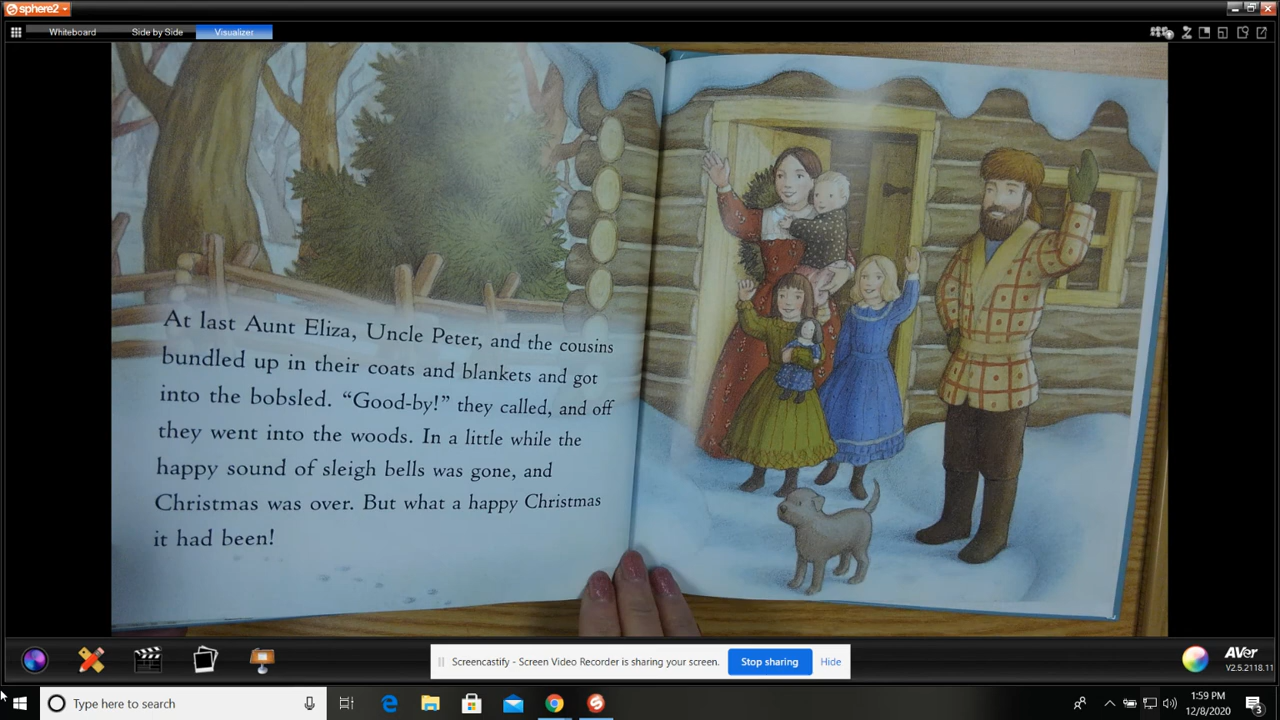 sphere2
Whiteboard
Side by Side
Visualizer
At last Aunt Eliza, Uncle Peter, and the cousins
bundled up in their coats and blankets and got
into the bobsled. “Good-by!” they called, and off
they went into the woods. In a little while the
happy sound of sleigh bells was gone, and
Christmas was over. But what a happy Christmas
it had been!
Screencastify - Screen Video Recorder is sharing your screen.
Stop sharing
Hide
AVer
V2.5.2118.11
Type here to search
1:59 PM
12/8/2020
3